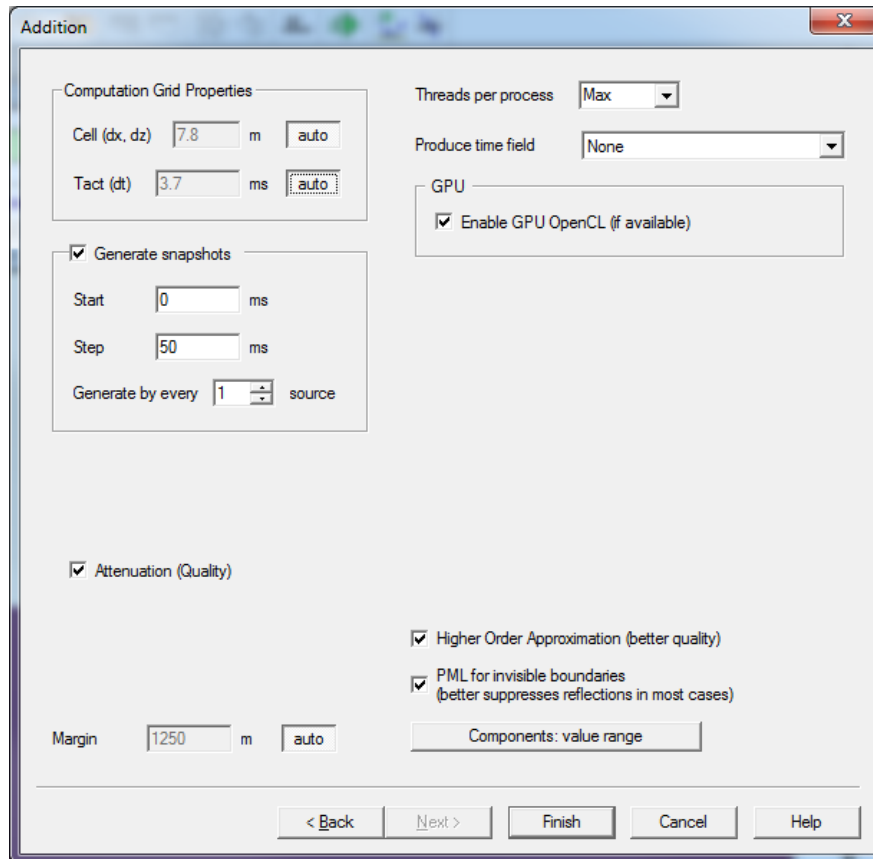 Addition
Computation Grid Properties
Cell (dx, dz) 7.8 m auto
Tact (dt) 3.7 ms auto
Generate snapshots
Start 0 ms
Step 50 ms
Generate by every 1 source
Attenuation (Quality)
Margin 1250 m auto
Threads per process Max
Produce time field None
GPU
Enable GPU OpenCL (if available)
Higher Order Approximation (better quality)
PML for invisible boundaries
(better suppresses reflections in most cases)
Components: value range
< Back Next > Finish Cancel Help